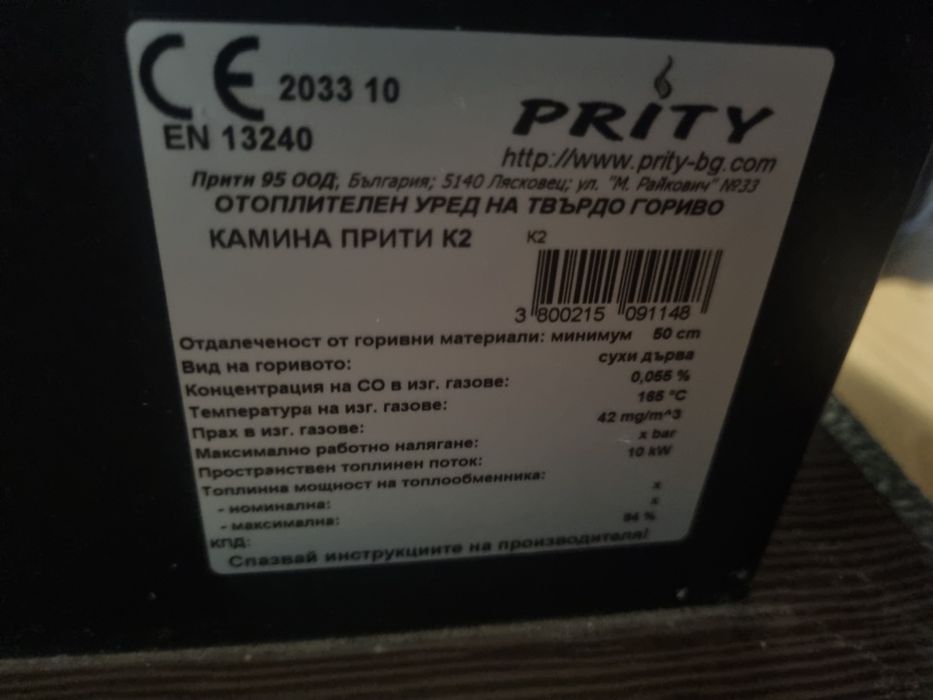 CE 2033 10
EN 13240
PRITY
http://www.prity-bg.com
Прити 95 ООД; България; 5140 Лясковец; ул. "М. Райкович" №33
ОТОПЛИТЕЛЕН УРЕД НА ТВЪРДО ГОРИВО
КАМИНА ПРИТИ К2 К2
3 800215 091148
Отдалеченост от горивни материали: минимум 50 cm
Вид на горивото: сухи дърва
Концентрация на СО в изг. газове: 0,055 %
Температура на изг. газове: 165 °C
Прах в изг. газове: 42 mg/m^3
Максимално работно налягане: x bar
Пространствен топлинен поток: 10 kW
Топлинна мощност на топлообменника:
- номинална: x
- максимална: x
КПД: 84 %
Спазвай инструкциите на производителя!